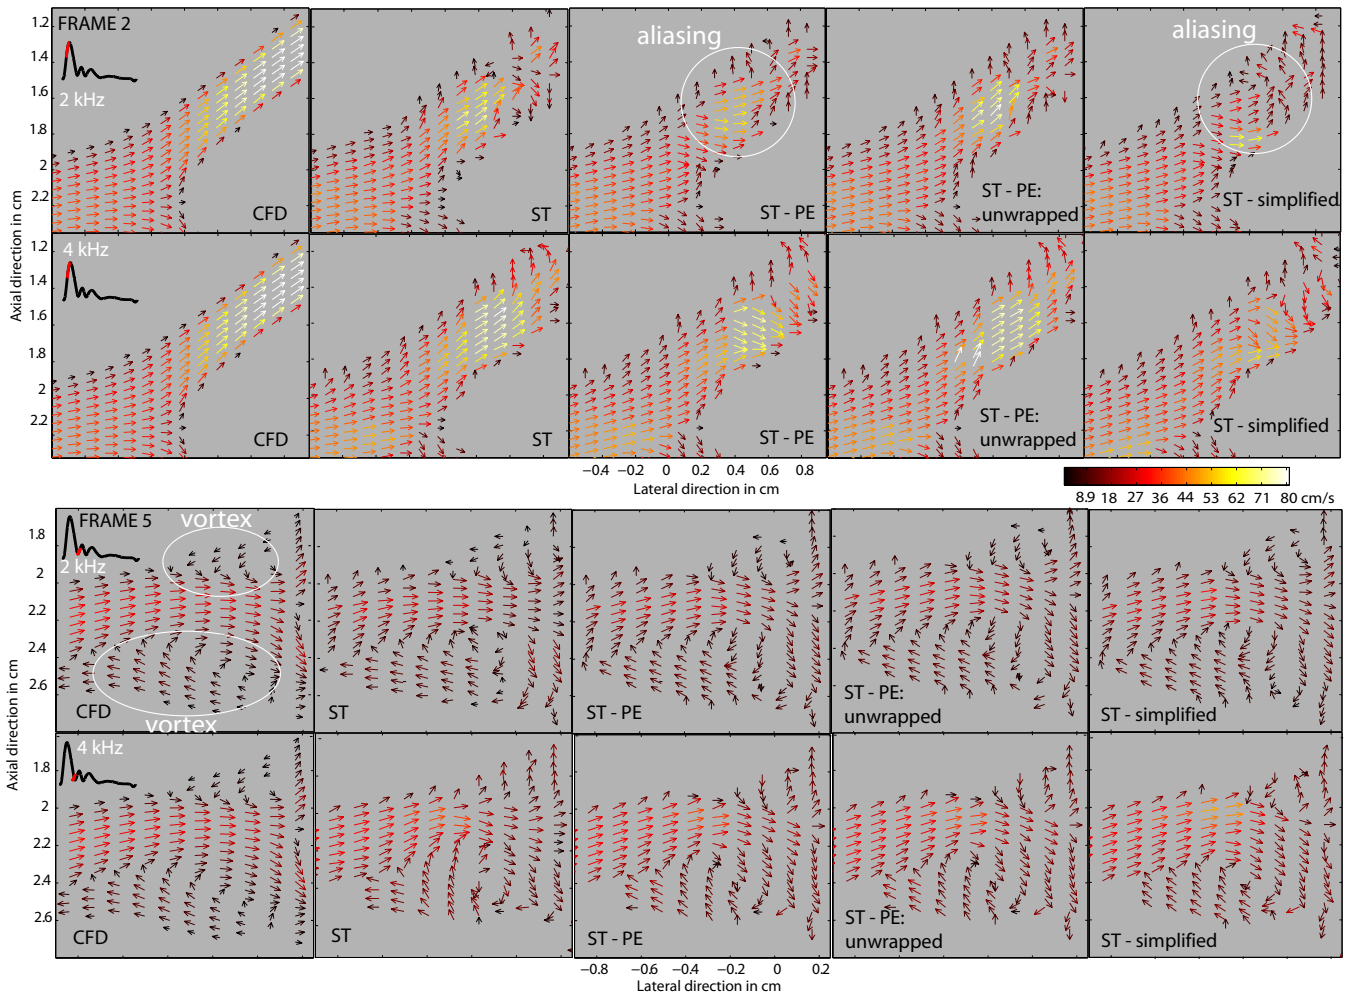 FRAME 2
2 kHz
CFD
ST
aliasing
ST - PE
ST - PE:
unwrapped
aliasing
ST - simplified
1.2
1.4
1.6
1.8
2
2.2
Axial direction in cm
4 kHz
CFD
ST
ST - PE
ST - PE:
unwrapped
ST - simplified
1.2
1.4
1.6
1.8
2
2.2
−0.4 −0.2 0 0.2 0.4 0.6 0.8
Lateral direction in cm
8.9 18 27 36 44 53 62 71 80 cm/s
FRAME 5
2 kHz
vortex
vortex
CFD
ST
ST - PE
ST - PE:
unwrapped
ST - simplified
1.8
2
2.2
2.4
2.6
Axial direction in cm
4 kHz
CFD
ST
ST - PE
ST - PE:
unwrapped
ST - simplified
1.8
2
2.2
2.4
2.6
−0.8 −0.6 −0.4 −0.2 0 0.2
Lateral direction in cm